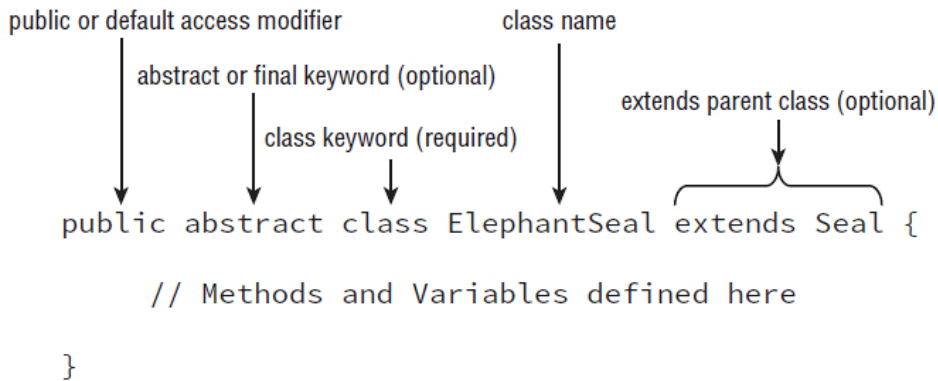 public or default access modifier
class name
abstract or final keyword (optional)
extends parent class (optional)
class keyword (required)
public abstract class ElephantSeal extends Seal {
// Methods and Variables defined here
}